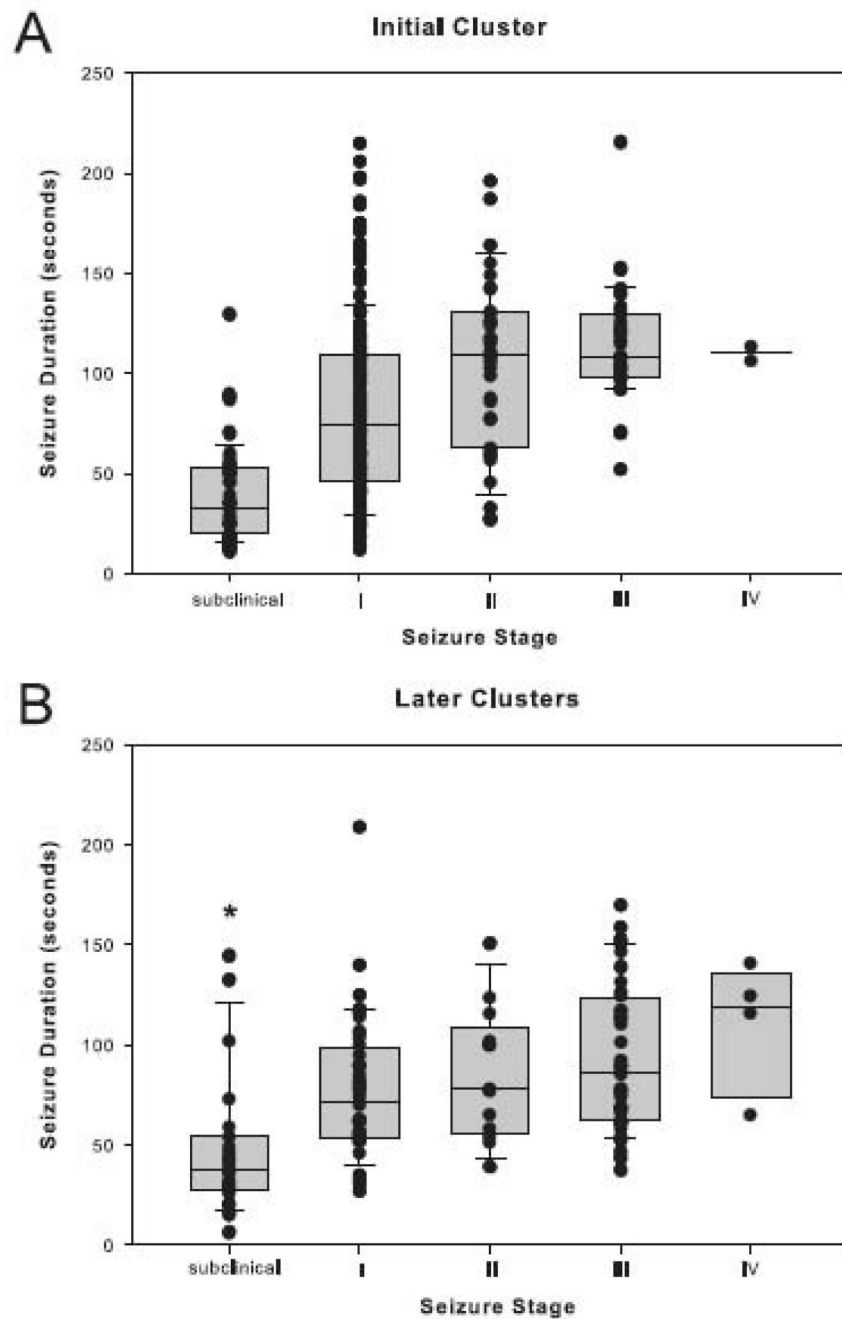 A
Initial Cluster
250
200
150
100
50
0
Seizure Duration (seconds)
subclinical I II III IV
Seizure Stage
B
Later Clusters
250
200
150
100
50
0
Seizure Duration (seconds)
*
subclinical I II III IV
Seizure Stage